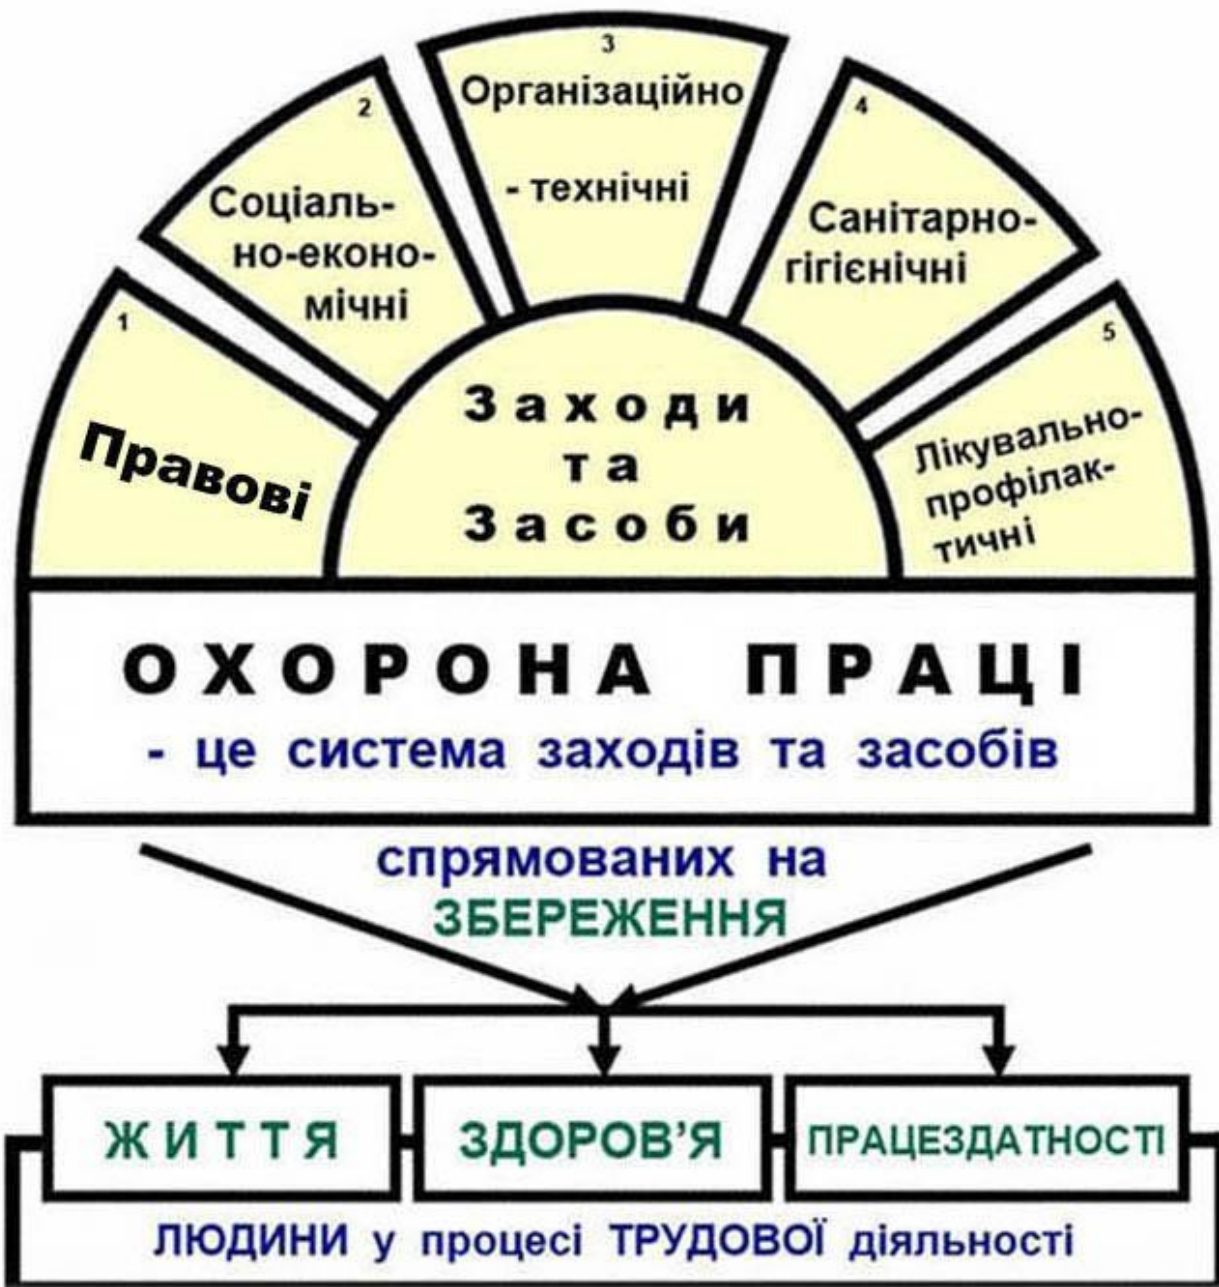 1
Правові
2
Соціаль-
но-еконо-
мічні
3
Організаційно
- технічні
4
Санітарно-
гігієнічні
5
Лікувально-
профілак-
тичні
Заходи
та
Засоби
ОХОРОНА ПРАЦІ
- це система заходів та засобів
спрямованих на
ЗБЕРЕЖЕННЯ
ЖИТТЯ
ЗДОРОВ’Я
ПРАЦЕЗДАТНОСТІ
ЛЮДИНИ у процесі ТРУДОВОЇ діяльності